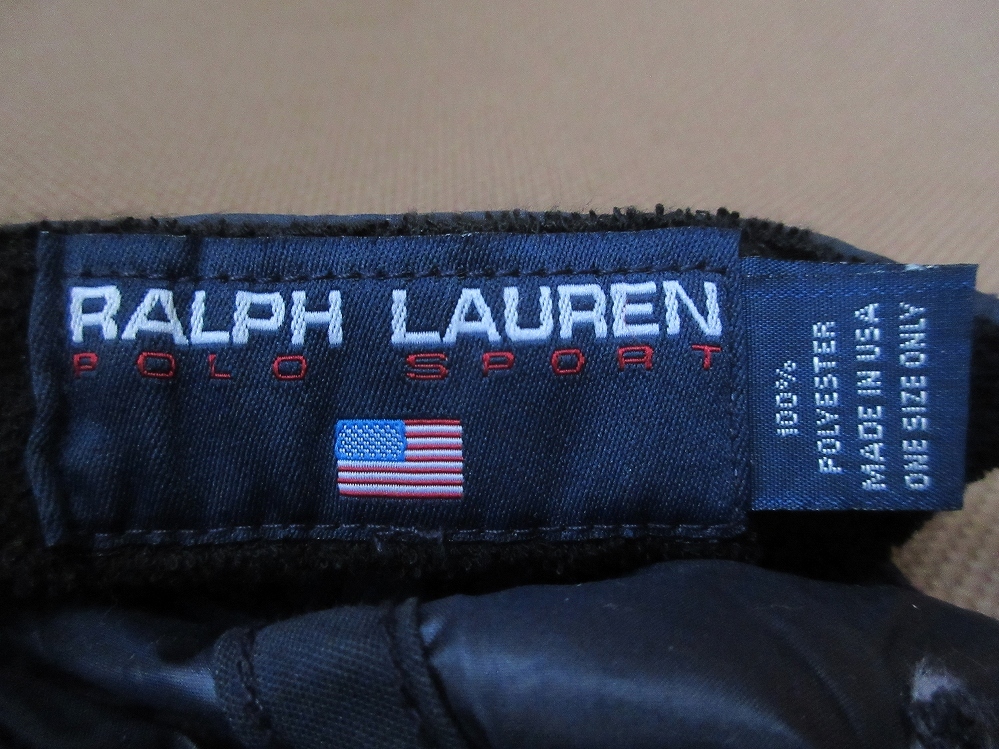 RALPH LAUREN
POLO SPORT
100%
POLYESTER
MADE IN USA
ONE SIZE ONLY